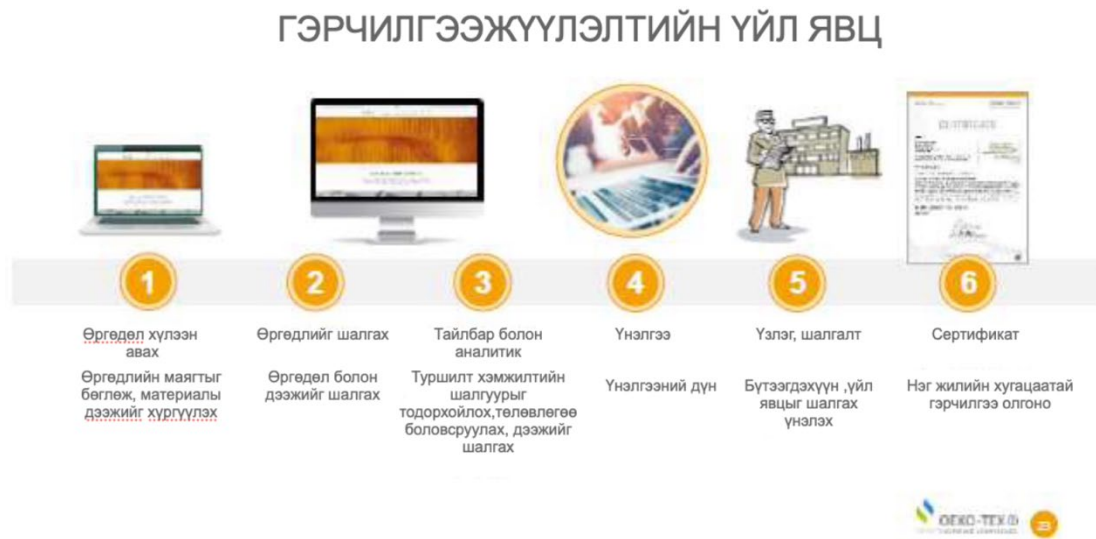 ГЭРЧИЛГЭЭЖҮҮЛЭЛТИЙН ҮЙЛ ЯВЦ
CERTIFICATE
1
2
3
4
5
6
Өргөдөл хүлээн
авах
Өргөдлийн маягтыг
бөглөж, материалы
дээжийг хүргүүлэх
Өргөдлийг шалгах
Өргөдөл болон
дээжийг шалгах
Тайлбар болон
аналитик
Туршилт хэмжилтийн
шалгуурыг
тодорхойлох,төлөвлөгөө
боловсруулах, дээжийг
шалгах
Үнэлгээ
Үнэлгээний дүн
Үзлэг, шалгалт
Бүтээгдэхүүн ,үйл
явцыг шалгах
үнэлэх
Сертификат
Нэг жилийн хугацаатай
гэрчилгээ олгоно
OEKO-TEX®
23